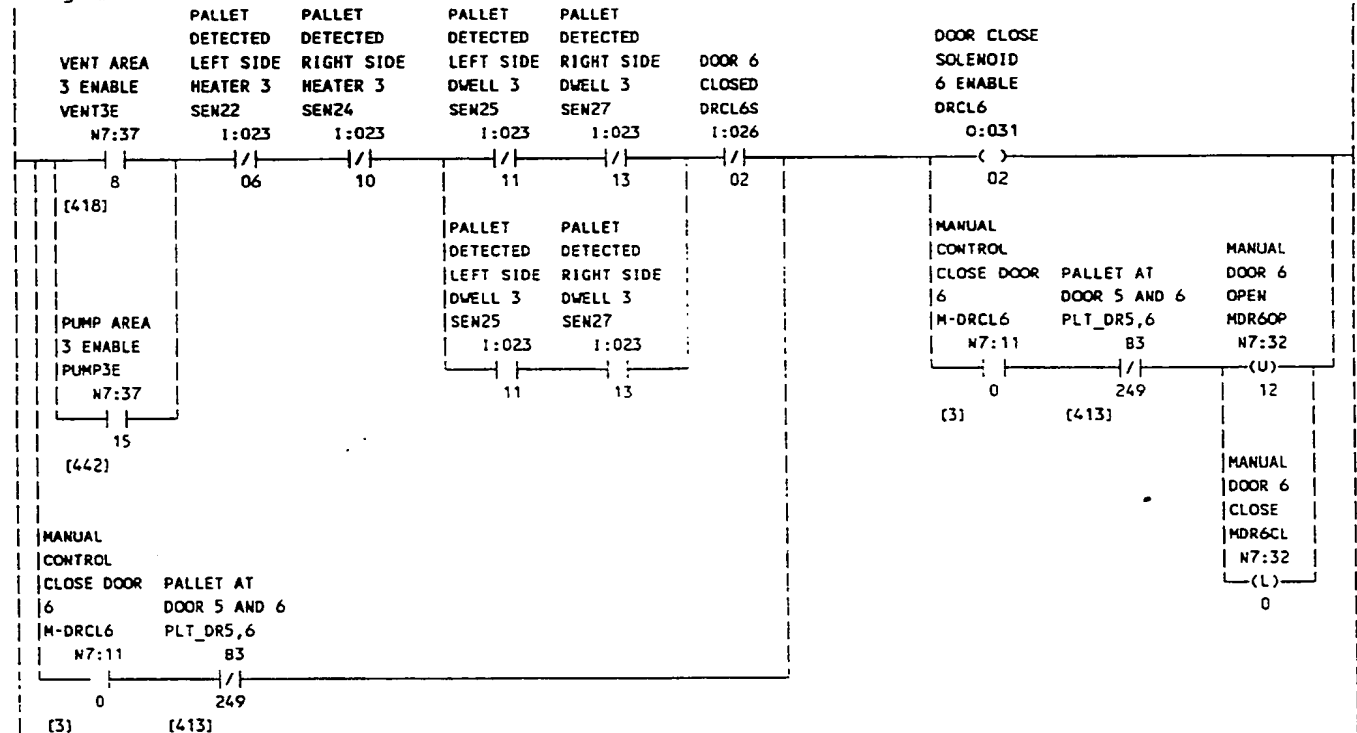 PALLET PALLET PALLET PALLET
DETECTED DETECTED DETECTED DETECTED DOOR CLOSE
VENT AREA LEFT SIDE RIGHT SIDE LEFT SIDE RIGHT SIDE DOOR 6 SOLENOID
3 ENABLE HEATER 3 HEATER 3 DWELL 3 DWELL 3 CLOSED 6 ENABLE
VENT3E SEN22 SEN24 SEN25 SEN27 DRCL6S DRCL6
N7:37 I:023 I:023 I:023 I:023 I:026 O:031
8 06 10 11 13 02 02
[418]
PALLET PALLET MANUAL
DETECTED DETECTED CONTROL MANUAL
LEFT SIDE RIGHT SIDE CLOSE DOOR PALLET AT DOOR 6
DWELL 3 DWELL 3 6 DOOR 5 AND 6 OPEN
PUMP AREA SEN25 SEN27 M-DRCL6 PLT_DR5,6 MDR6OP
3 ENABLE I:023 I:023 N7:11 B3 N7:32
PUMP3E (U)
N7:37 11 13 0 249 12
[3] [413]
15
[442] MANUAL
DOOR 6
CLOSE
MANUAL MDR6CL
CONTROL N7:32
CLOSE DOOR PALLET AT (L)
6 DOOR 5 AND 6 0
M-DRCL6 PLT_DR5,6
N7:11 B3
0 249
[3] [413]